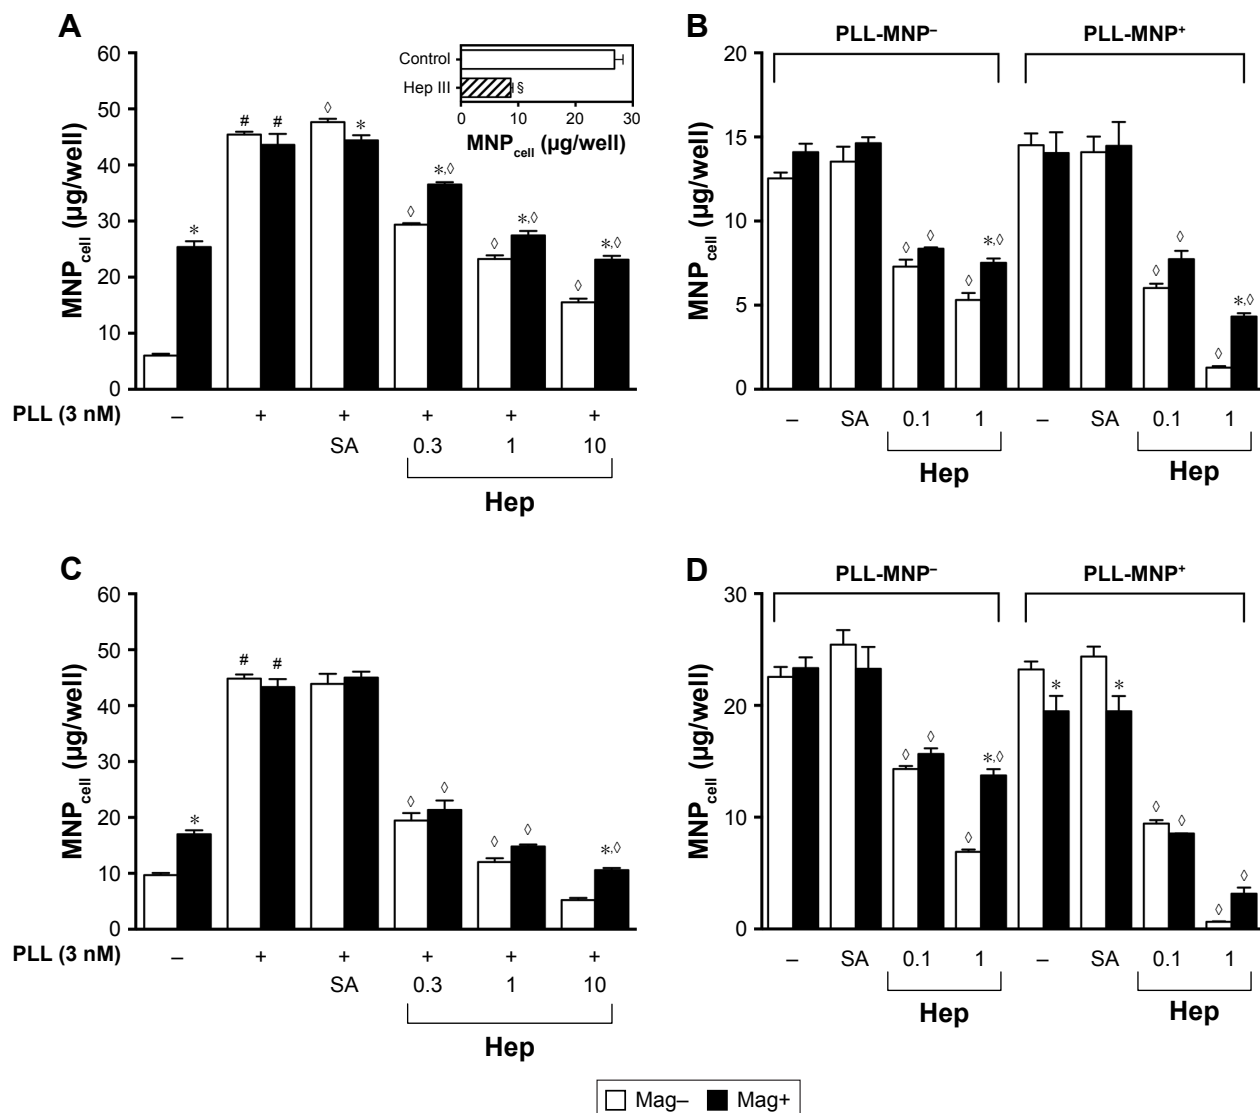 A
60
50
40
30
20
10
0
MNPcell (µg/well)
Control
Hep III
§
0 10 20 30
MNPcell (µg/well)
* # # ◊ * ◊ *,◊ ◊ *,◊ ◊ *,◊
PLL (3 nM) – + + + + +
SA 0.3 1 10
Hep
B
PLL-MNP– PLL-MNP+
20
15
10
5
0
MNPcell (µg/well)
◊ ◊ ◊ *,◊ ◊ ◊ ◊ *,◊
– SA 0.1 1 – SA 0.1 1
Hep Hep
C
60
50
40
30
20
10
0
MNPcell (µg/well)
* # # ◊ ◊ ◊ ◊ *,◊
PLL (3 nM) – + + + + +
SA 0.3 1 10
Hep
D
PLL-MNP– PLL-MNP+
30
20
10
0
MNPcell (µg/well)
◊ ◊ ◊ *,◊ * * ◊ ◊ ◊ ◊
– SA 0.1 1 – SA 0.1 1
Hep Hep
Mag– Mag+